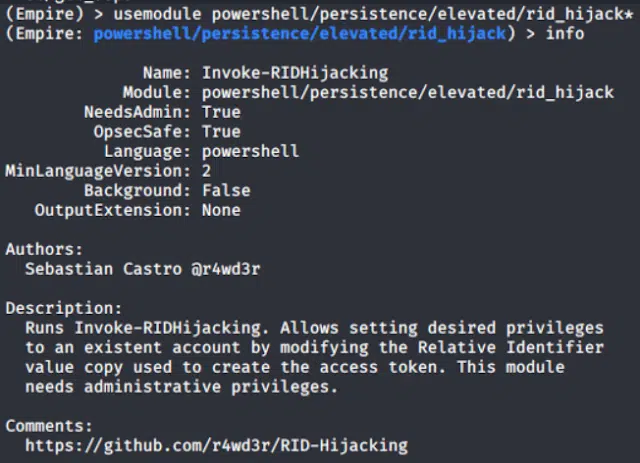 (Empire) > usemodule powershell/persistence/elevated/rid_hijack*
(Empire: powershell/persistence/elevated/rid_hijack) > info
Name: Invoke-RIDHijacking
Module: powershell/persistence/elevated/rid_hijack
NeedsAdmin: True
OpsecSafe: True
Language: powershell
MinLanguageVersion: 2
Background: False
OutputExtension: None
Authors:
Sebastian Castro @r4wd3r
Description:
Runs Invoke-RIDHijacking. Allows setting desired privileges
to an existent account by modifying the Relative Identifier
value copy used to create the access token. This module
needs administrative privileges.
Comments:
https://github.com/r4wd3r/RID-Hijacking